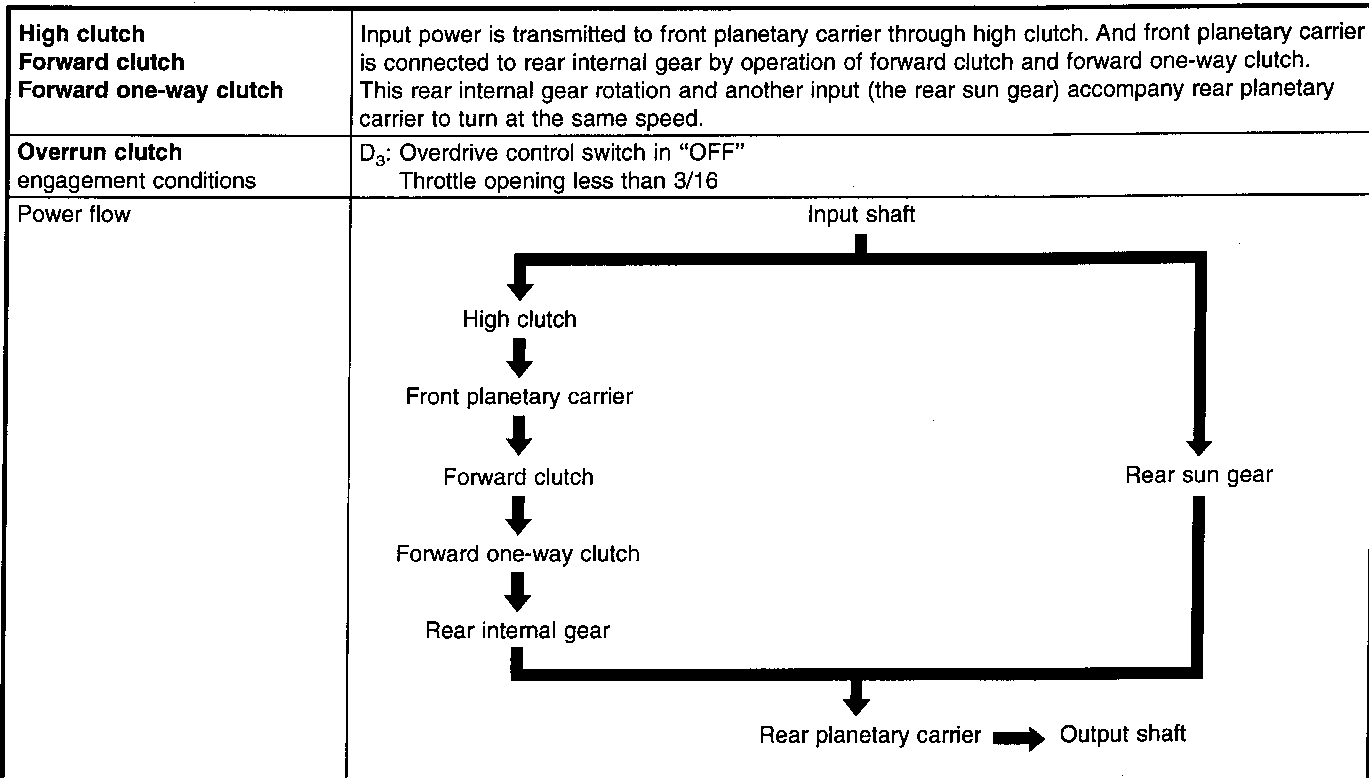 High clutch
Forward clutch
Forward one-way clutch
Input power is transmitted to front planetary carrier through high clutch. And front planetary carrier
is connected to rear internal gear by operation of forward clutch and forward one-way clutch.
This rear internal gear rotation and another input (the rear sun gear) accompany rear planetary
carrier to turn at the same speed.
Overrun clutch
engagement conditions
D₃: Overdrive control switch in “OFF”
Throttle opening less than 3/16
Power flow
Input shaft
High clutch
Front planetary carrier
Forward clutch
Rear sun gear
Forward one-way clutch
Rear internal gear
Rear planetary carrier
Output shaft